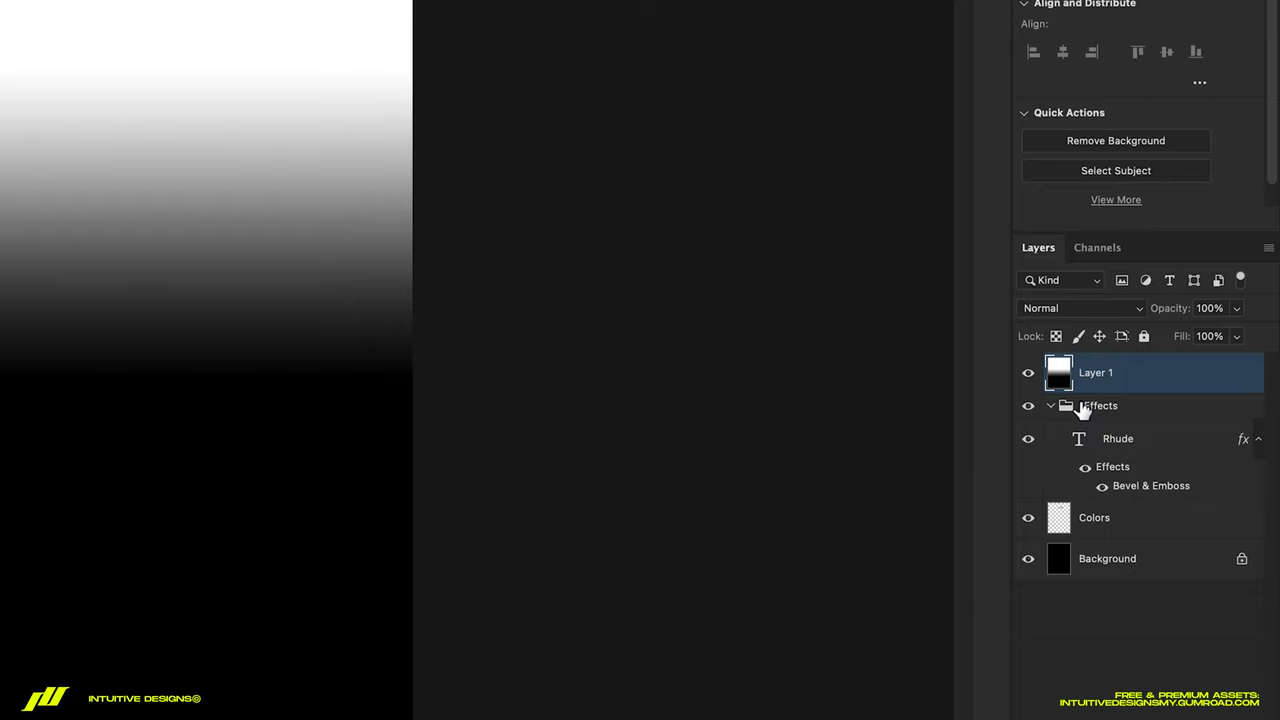 Align and Distribute
Align:
Quick Actions
Remove Background
Select Subject
View More
Layers Channels
Kind
Normal Opacity: 100%
Lock: Fill: 100%
Layer 1
Effects
T Rhude fx
Effects
Bevel & Emboss
Colors
Background
INTUITIVE DESIGNS©
FREE & PREMIUM ASSETS:
INTUITIVEDESIGNSMY.GUMROAD.COM